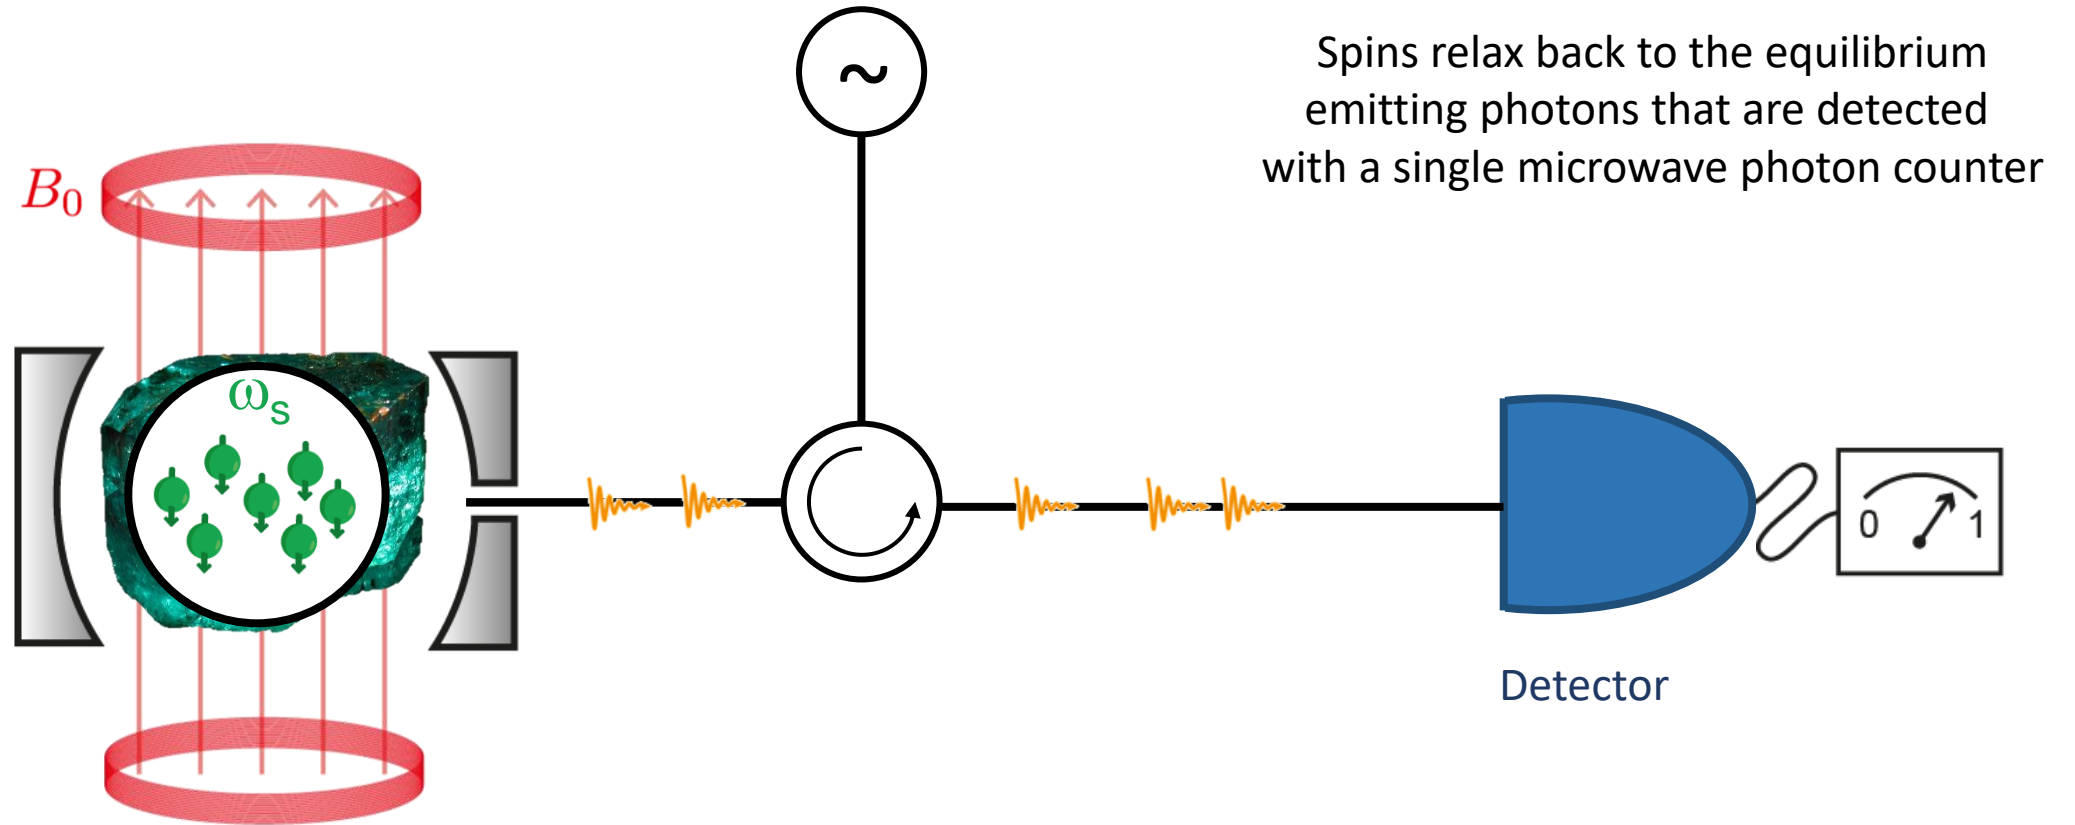 ~
Spins relax back to the equilibrium
emitting photons that are detected
with a single microwave photon counter
B₀
ωₛ
0 1
Detector